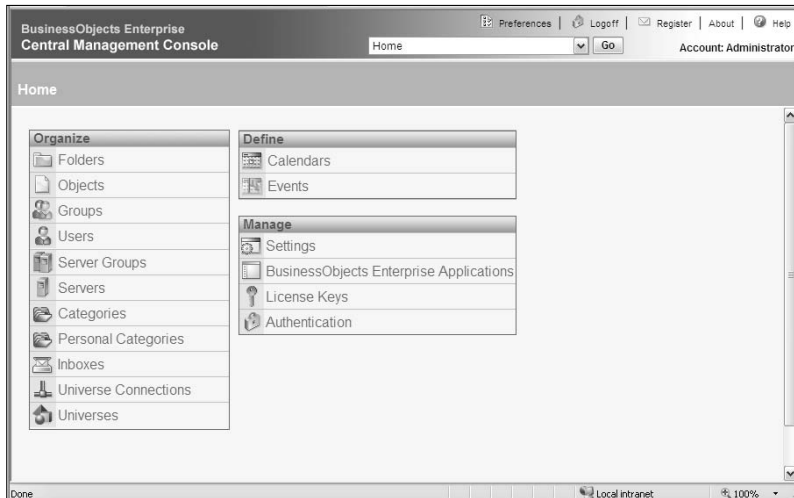 BusinessObjects Enterprise
Central Management Console
Preferences | Logoff | Register | About | Help
Home Go
Account: Administrator
Home
Organize
Folders
Objects
Groups
Users
Server Groups
Servers
Categories
Personal Categories
Inboxes
Universe Connections
Universes
Define
Calendars
Events
Manage
Settings
BusinessObjects Enterprise Applications
License Keys
Authentication
Done
Local intranet
100%